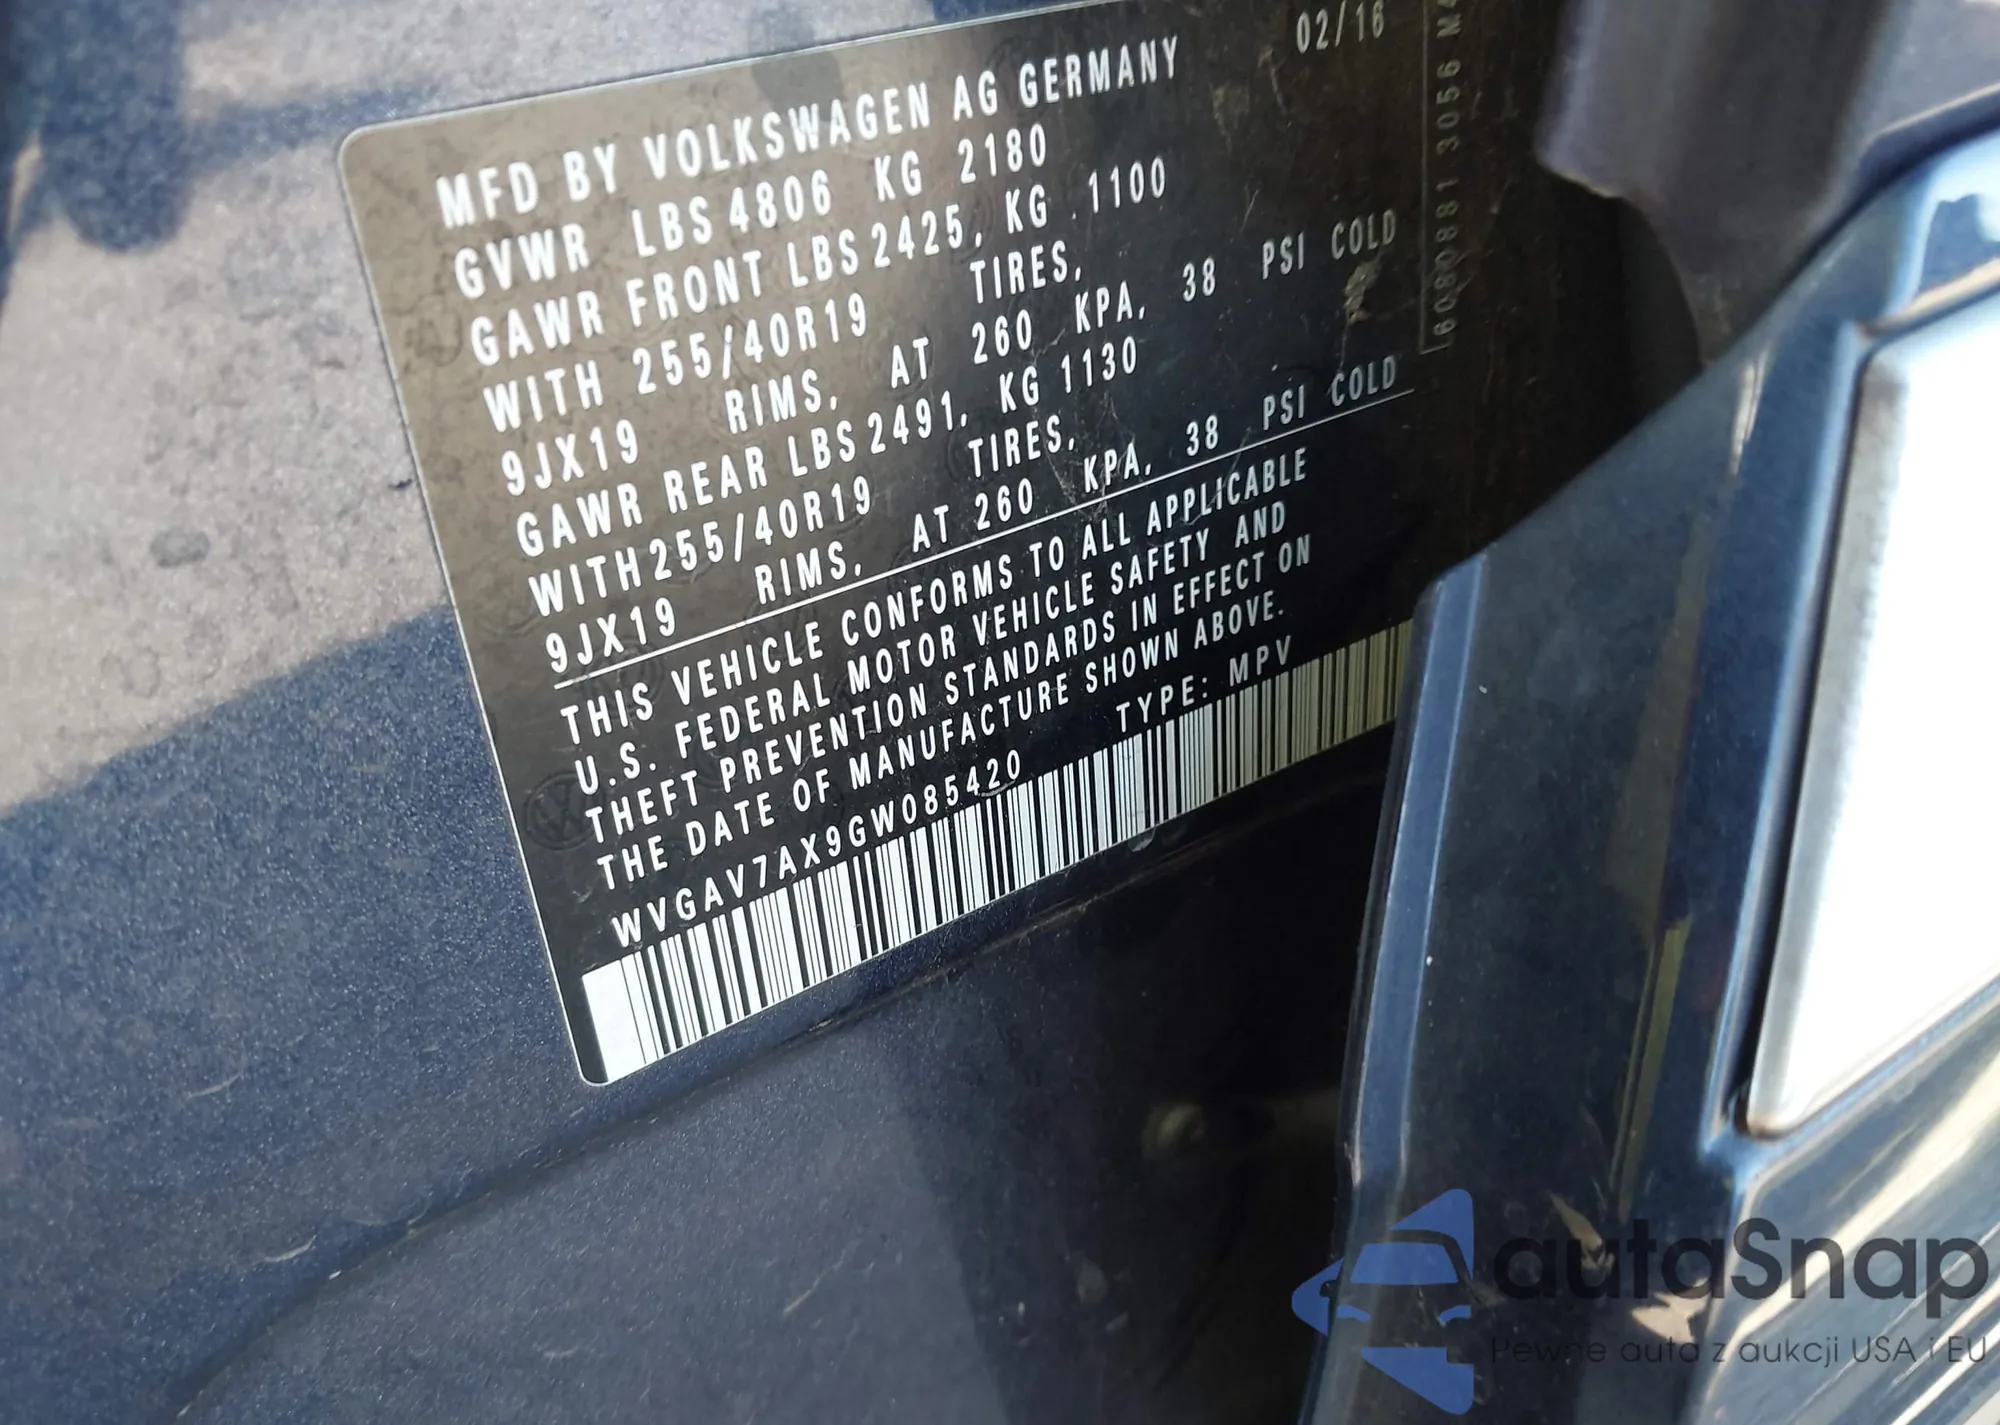 02/16
MFD BY VOLKSWAGEN AG GERMANY
GVWR LBS 4806 KG 2180
GAWR FRONT LBS 2425, KG 1100
WITH 255/40R19 TIRES,
9JX19 RIMS, AT 260 KPA, 38 PSI COLD
GAWR REAR LBS 2491, KG 1130
WITH 255/40R19 TIRES,
9JX19 RIMS, AT 260 KPA, 38 PSI COLD
THIS VEHICLE CONFORMS TO ALL APPLICABLE
U.S. FEDERAL MOTOR VEHICLE SAFETY AND
THEFT PREVENTION STANDARDS IN EFFECT ON
THE DATE OF MANUFACTURE SHOWN ABOVE.
WVGAV7AX9GW085420 TYPE: MPV
6080881 3056
autaSnap
Pewne auta z aukcji USA i EU